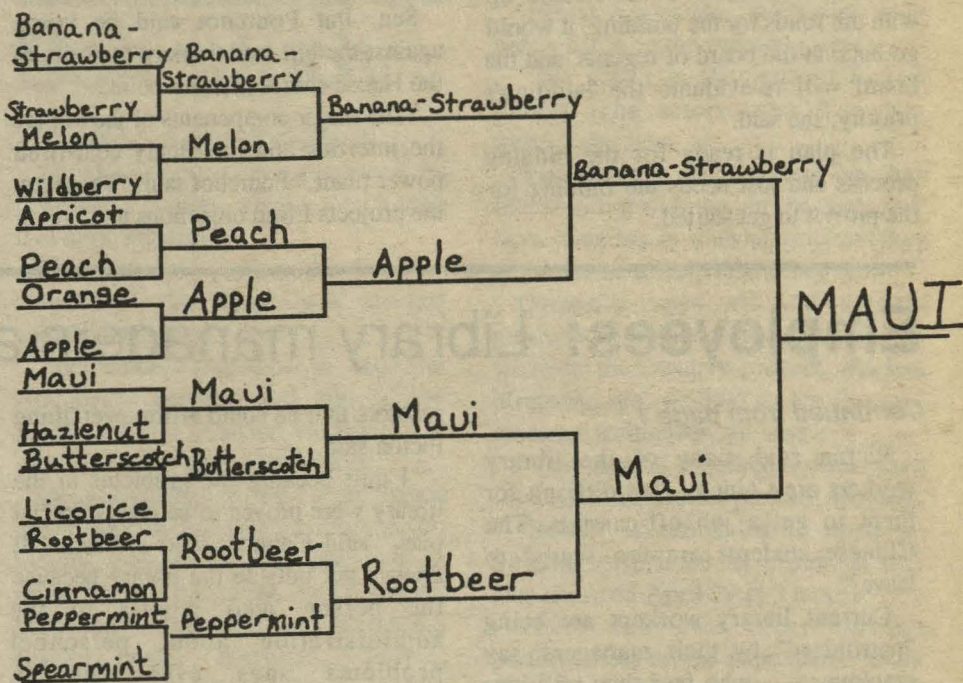 Banana-
Strawberry
Strawberry
Melon
Wildberry
Apricot
Peach
Orange
Apple
Maui
Hazlenut
Butterscotch
Licorice
Rootbeer
Cinnamon
Peppermint
Spearmint
Banana-
Strawberry
Melon
Peach
Apple
Maui
Butterscotch
Rootbeer
Peppermint
Banana-Strawberry
Apple
Maui
Rootbeer
Banana-Strawberry
Maui
MAUI